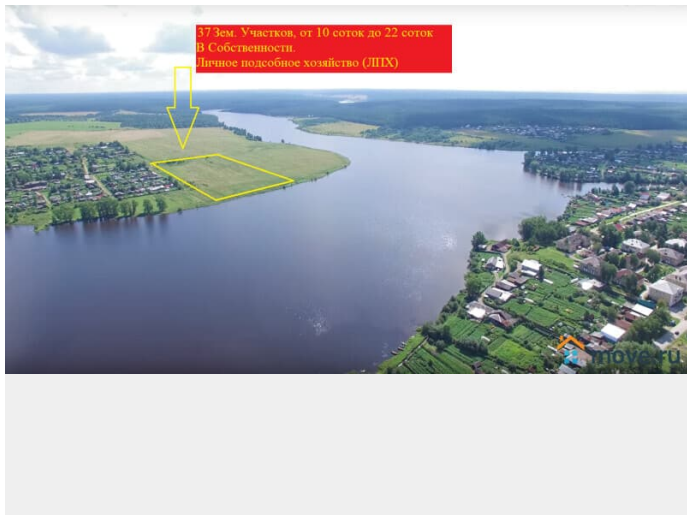 37 Зем. Участков, от 10 соток до 22 соток
В Собственности.
Личное подсобное хозяйство (ЛПХ)
move.ru